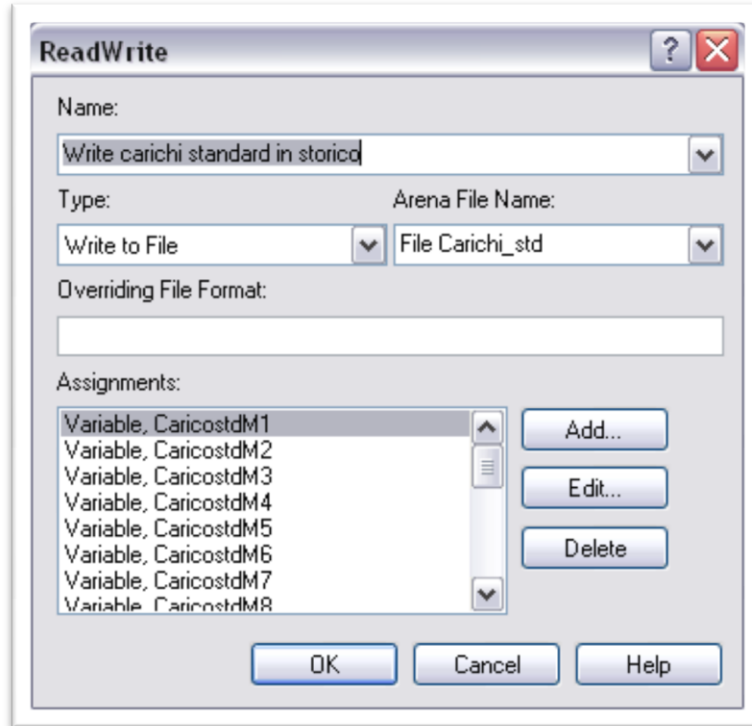 ReadWrite
Name:
Write carichi standard in storico
Type: Arena File Name:
Write to File File Carichi_std
Overriding File Format:
Assignments:
Variable, CaricostdM1
Variable, CaricostdM2
Variable, CaricostdM3
Variable, CaricostdM4
Variable, CaricostdM5
Variable, CaricostdM6
Variable, CaricostdM7
Variable, CaricostdM8
Add...
Edit...
Delete
OK Cancel Help